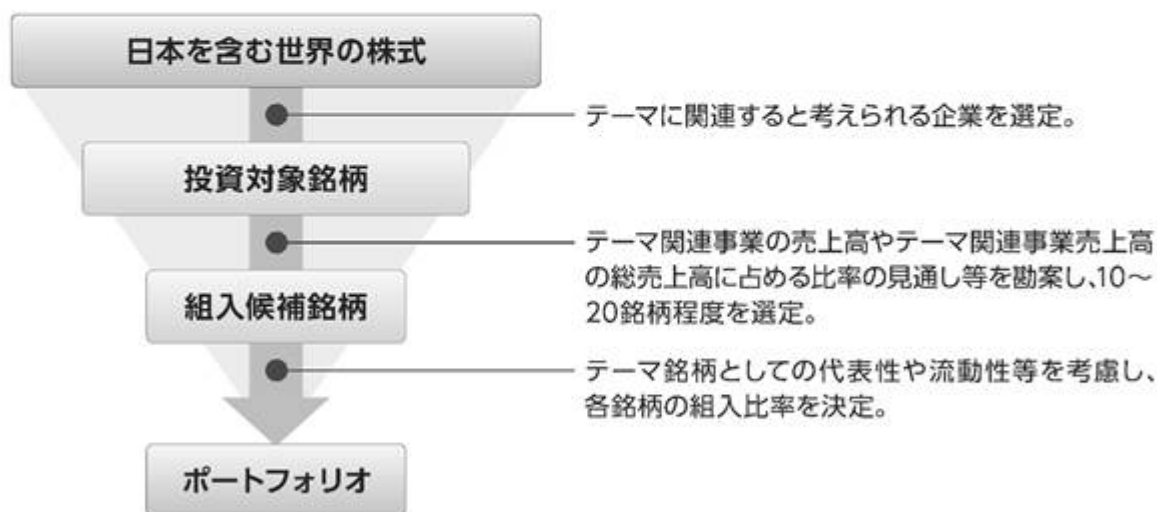 日本を含む世界の株式
テーマに関連すると考えられる企業を選定。
投資対象銘柄
テーマ関連事業の売上高やテーマ関連事業売上高
の総売上高に占める比率の見通し等を勘案し、10～
20銘柄程度を選定。
組入候補銘柄
テーマ銘柄としての代表性や流動性等を考慮し、
各銘柄の組入比率を決定。
ポートフォリオ